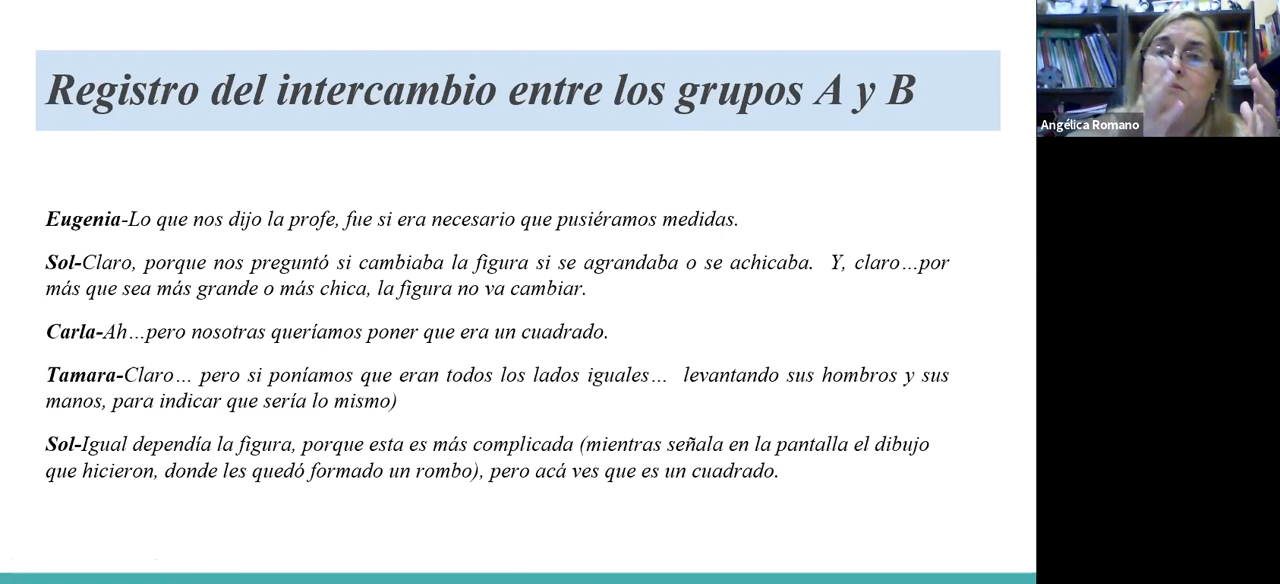 Registro del intercambio entre los grupos A y B
Angélica Romano
Eugenia-Lo que nos dijo la profe, fue si era necesario que pusiéramos medidas.
Sol-Claro, porque nos preguntó si cambiaba la figura si se agrandaba o se achicaba. Y, claro…por
más que sea más grande o más chica, la figura no va cambiar.
Carla-Ah…pero nosotras queríamos poner que era un cuadrado.
Tamara-Claro… pero si poníamos que eran todos los lados iguales… levantando sus hombros y sus
manos, para indicar que sería lo mismo)
Sol-Igual dependía la figura, porque esta es más complicada (mientras señala en la pantalla el dibujo
que hicieron, donde les quedó formado un rombo), pero acá ves que es un cuadrado.